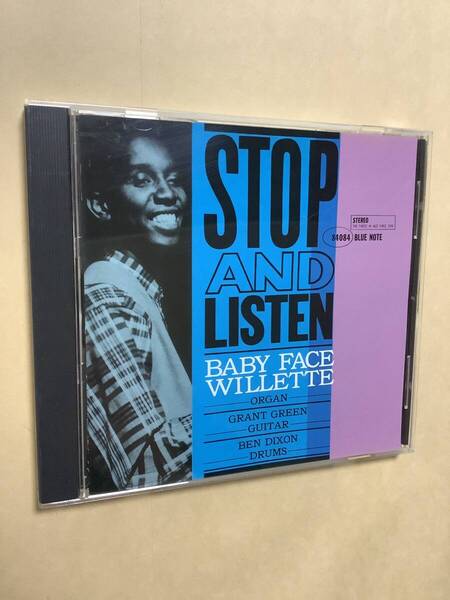 STOP
AND
LISTEN
BABY FACE
WILLETTE
ORGAN
GRANT GREEN
GUITAR
BEN DIXON
DRUMS
STEREO
84084 BLUE NOTE